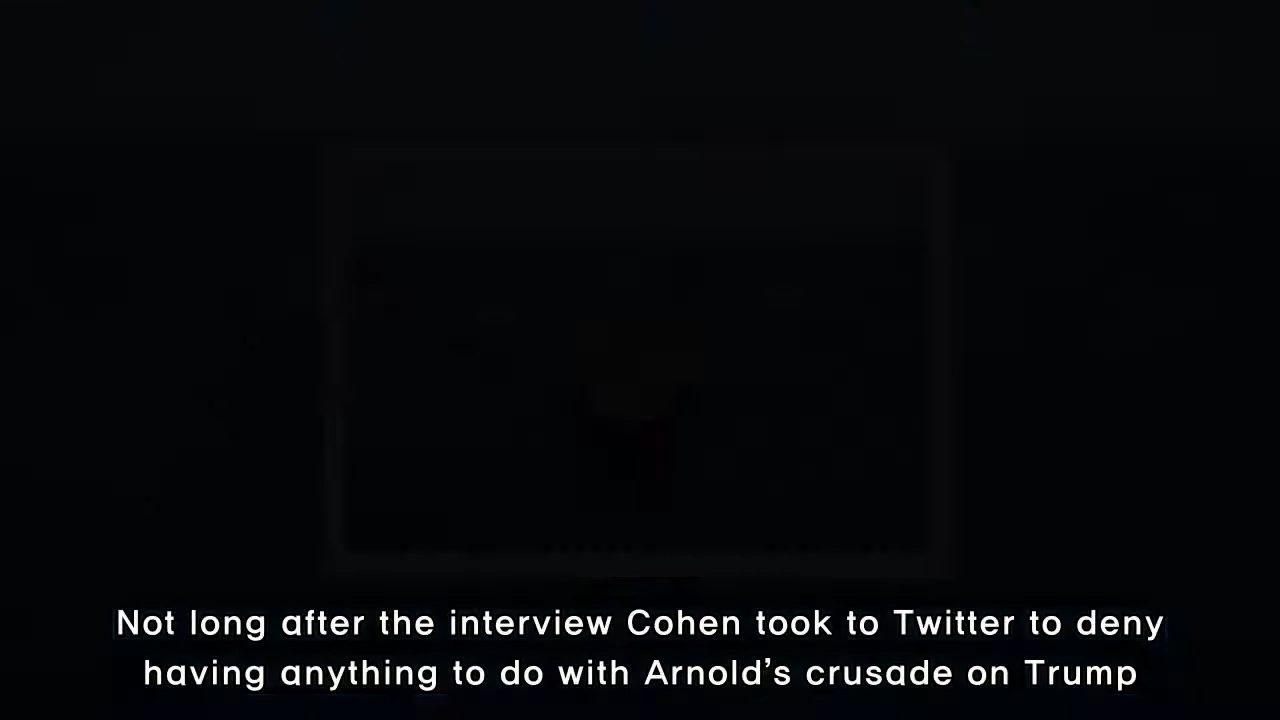 Not long after the interview Cohen took to Twitter to deny
having anything to do with Arnold’s crusade on Trump